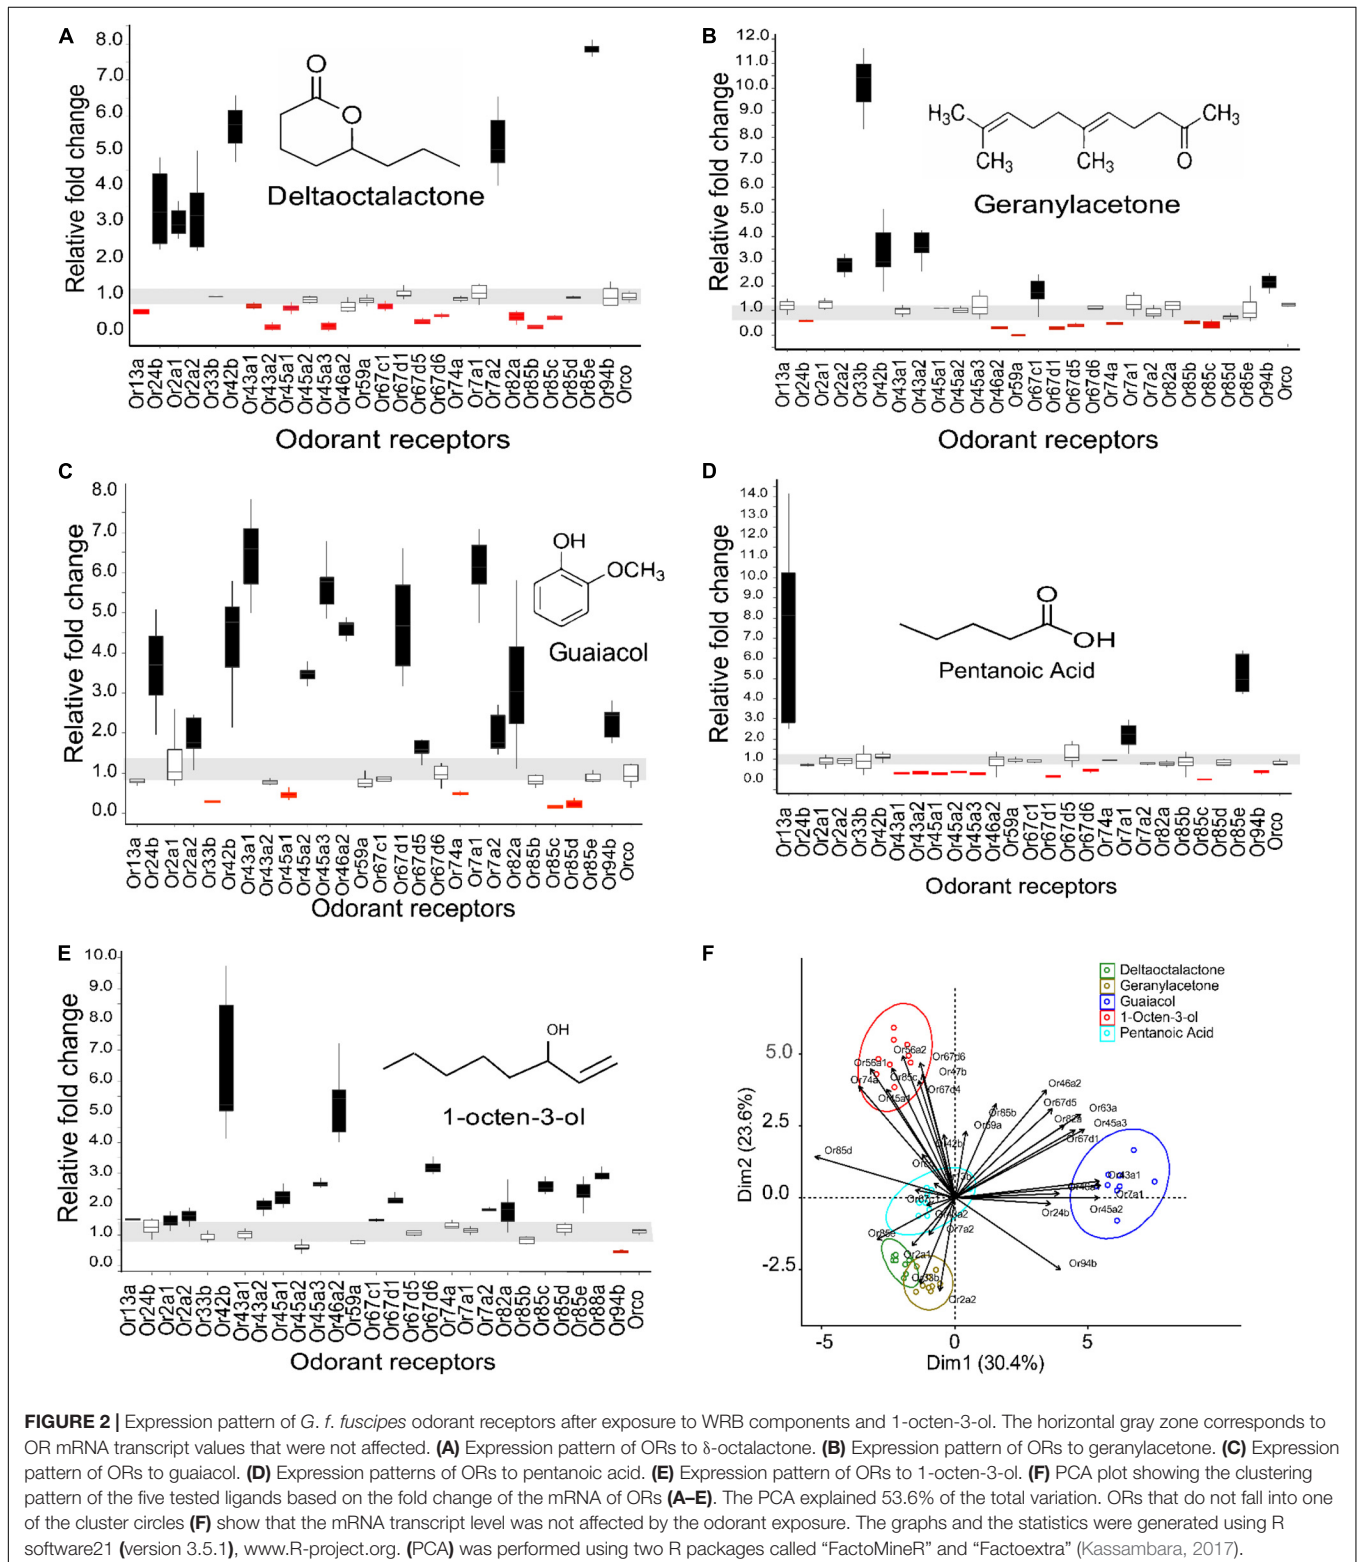 A
8.0
7.0
6.0
5.0
4.0
3.0
2.0
1.0
0.0
Relative fold change
O
O
Deltaoctalactone
Or13a
Or24b
Or2a1
Or2a2
Or33b
Or42b
Or43a1
Or43a2
Or45a1
Or45a2
Or45a3
Or46a2
Or59a
Or67c1
Or67d1
Or67d5
Or67d6
Or74a
Or7a1
Or7a2
Or82a
Or85b
Or85c
Or85d
Or85e
Or94b
Orco
Odorant receptors
B
12.0
11.0
10.0
9.0
8.0
7.0
6.0
5.0
4.0
3.0
2.0
1.0
0.0
Relative fold change
H3C
CH3
CH3
CH3
O
Geranylacetone
Or13a
Or24b
Or2a1
Or2a2
Or33b
Or42b
Or43a2
Or43a1
Or45a1
Or45a2
Or45a3
Or46a2
Or59a
Or67c1
Or67d1
Or67d5
Or67d6
Or74a
Or7a1
Or7a2
Or82a
Or85b
Or85c
Or85d
Or85e
Or94b
Orco
Odorant receptors
C
8.0
7.0
6.0
5.0
4.0
3.0
2.0
1.0
0.0
Relative fold change
OH
OCH3
Guaiacol
Or13a
Or24b
Or2a1
Or2a2
Or33b
Or42b
Or43a1
Or43a2
Or45a1
Or45a2
Or45a3
Or46a2
Or59a
Or67c1
Or67d1
Or67d5
Or67d6
Or74a
Or7a1
Or7a2
Or82a
Or85b
Or85c
Or85d
Or85e
Or94b
Orco
Odorant receptors
D
14.0
13.0
14.0
10.0
9.0
8.0
7.0
6.0
5.0
4.0
3.0
2.0
1.0
0.0
Relative fold change
O
OH
Pentanoic Acid
Or13a
Or24b
Or2a1
Or2a2
Or33b
Or42b
Or43a1
Or43a2
Or45a1
Or45a2
Or45a3
Or46a2
Or59a
Or67c1
Or67d1
Or67d5
Or67d6
Or74a
Or7a1
Or7a2
Or82a
Or85b
Or85c
Or85d
Or85e
Or94b
Orco
Odorant receptors
E
10.0
9.0
8.0
7.0
6.0
5.0
4.0
3.0
2.0
1.0
0.0
Relative fold change
OH
1-octen-3-ol
Or13a
Or24b
Or2a1
Or2a2
Or33b
Or42b
Or43a1
Or43a2
Or45a1
Or45a2
Or45a3
Or46a2
Or59a
Or67c1
Or67d1
Or67d5
Or67d6
Or74a
Or7a1
Or7a2
Or82a
Or85b
Or85c
Or85d
Or85e
Or88a
Or94b
Orco
Odorant receptors
F
Deltaoctalactone
Geranylacetone
Guaiacol
1-Octen-3-ol
Pentanoic Acid
5.0
2.5
0.0
-2.5
Dim2 (23.6%)
Or56a2
Or67d6
Or55a1
Or47b
Or74a
Or85c
Or67d4
Or45a1
Or46a2
Or85b
Or67d5
Or63a
Or59a
Or82a
Or45a3
Or42b
Or67d1
Or85d
Or43a1
Or7a1
Or67c1
Or24b
Or45a2
Or7a2
Or2a1
Or94b
Or33b
Or2a2
-5
0
5
Dim1 (30.4%)
FIGURE 2 | Expression pattern of G. f. fuscipes odorant receptors after exposure to WRB components and 1-octen-3-ol. The horizontal gray zone corresponds to
OR mRNA transcript values that were not affected. (A) Expression pattern of ORs to δ-octalactone. (B) Expression pattern of ORs to geranylacetone. (C) Expression
pattern of ORs to guaiacol. (D) Expression patterns of ORs to pentanoic acid. (E) Expression pattern of ORs to 1-octen-3-ol. (F) PCA plot showing the clustering
pattern of the five tested ligands based on the fold change of the mRNA of ORs (A–E). The PCA explained 53.6% of the total variation. ORs that do not fall into one
of the cluster circles (F) show that the mRNA transcript level was not affected by the odorant exposure. The graphs and the statistics were generated using R
software21 (version 3.5.1), www.R-project.org. (PCA) was performed using two R packages called “FactoMineR” and “Factoextra” (Kassambara, 2017).